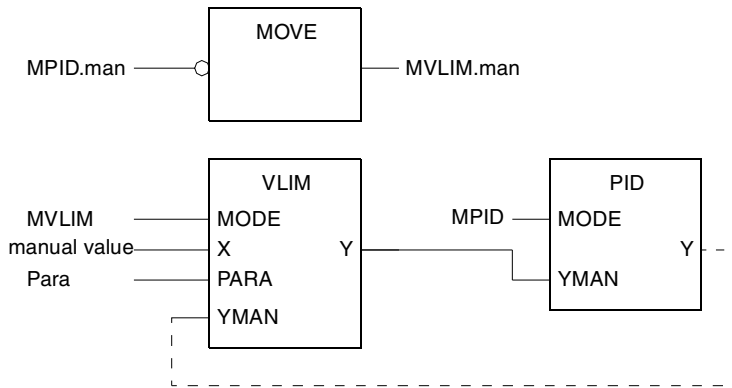 MOVE
MPID.man
MVLIM.man
VLIM
PID
MVLIM
MODE
MPID
MODE
manual value
X
Y
Y
Para
PARA
YMAN
YMAN